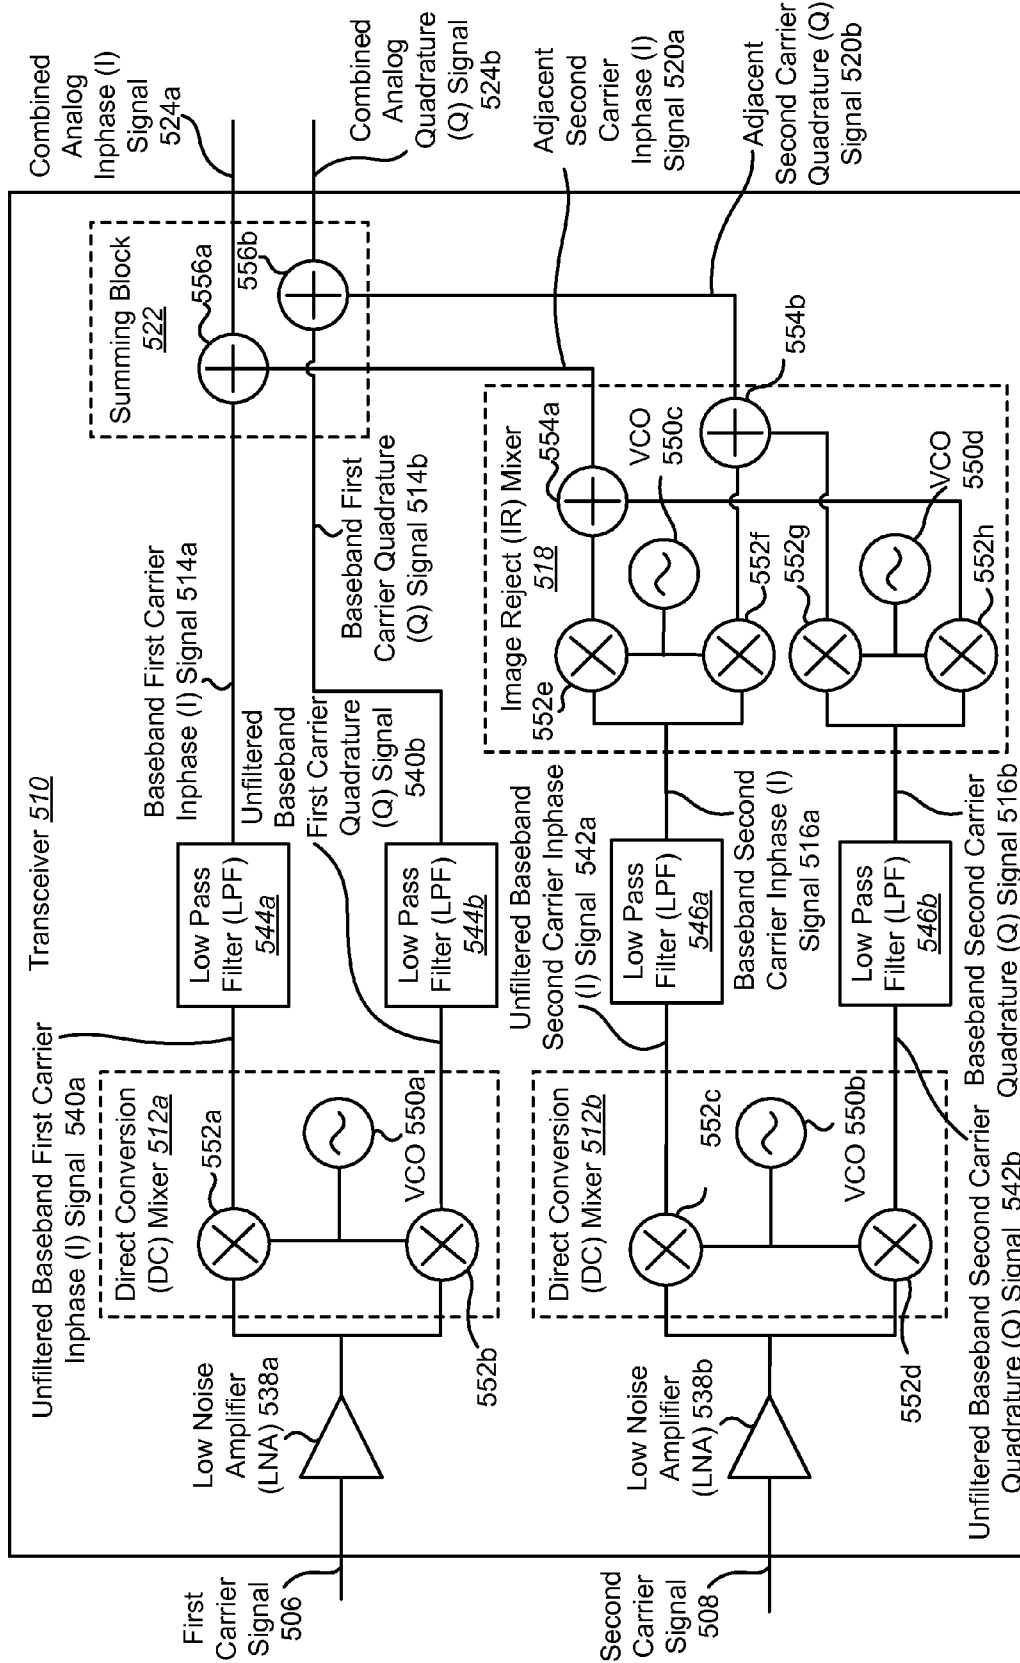 Transceiver 510
First
Carrier
Signal
506
Low Noise
Amplifier
(LNA) 538a
Unfiltered Baseband First Carrier
Inphase (I) Signal 540a
Direct Conversion
(DC) Mixer 512a
552a
VCO 550a
552b
Low Pass
Filter (LPF)
544a
Low Pass
Filter (LPF)
544b
Baseband First Carrier
Inphase (I) Signal 514a
Unfiltered
Baseband
First Carrier
Quadrature
(Q) Signal
540b
Baseband First
Carrier Quadrature
(Q) Signal 514b
Summing Block
522
556a
556b
Combined
Analog
Inphase (I)
Signal
524a
Combined
Analog
Quadrature
(Q) Signal
524b
Second
Carrier
Signal
508
Low Noise
Amplifier
(LNA) 538b
Direct Conversion
(DC) Mixer 512b
552c
VCO 550b
552d
Unfiltered Baseband
Second Carrier Inphase
(I) Signal 542a
Low Pass
Filter (LPF)
546a
Baseband Second
Carrier Inphase (I)
Signal 516a
Low Pass
Filter (LPF)
546b
Unfiltered Baseband Second Carrier
Quadrature (Q) Signal 542b
Baseband Second Carrier
Quadrature (Q) Signal 516b
Image Reject (IR) Mixer
518
552e
554a
VCO
550c
552f
554b
552g
VCO
550d
552h
Adjacent
Second
Carrier
Inphase (I)
Signal 520a
Adjacent
Second Carrier
Quadrature (Q)
Signal 520b